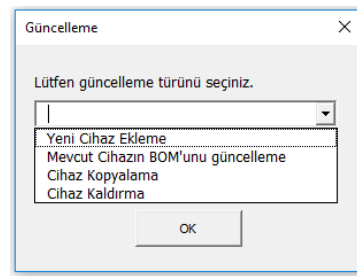 Güncelleme
Lütfen güncelleme türünü seçiniz.
Yeni Cihaz Ekleme
Mevcut Cihazın BOM'unu güncelleme
Cihaz Kopyalama
Cihaz Kaldırma
OK